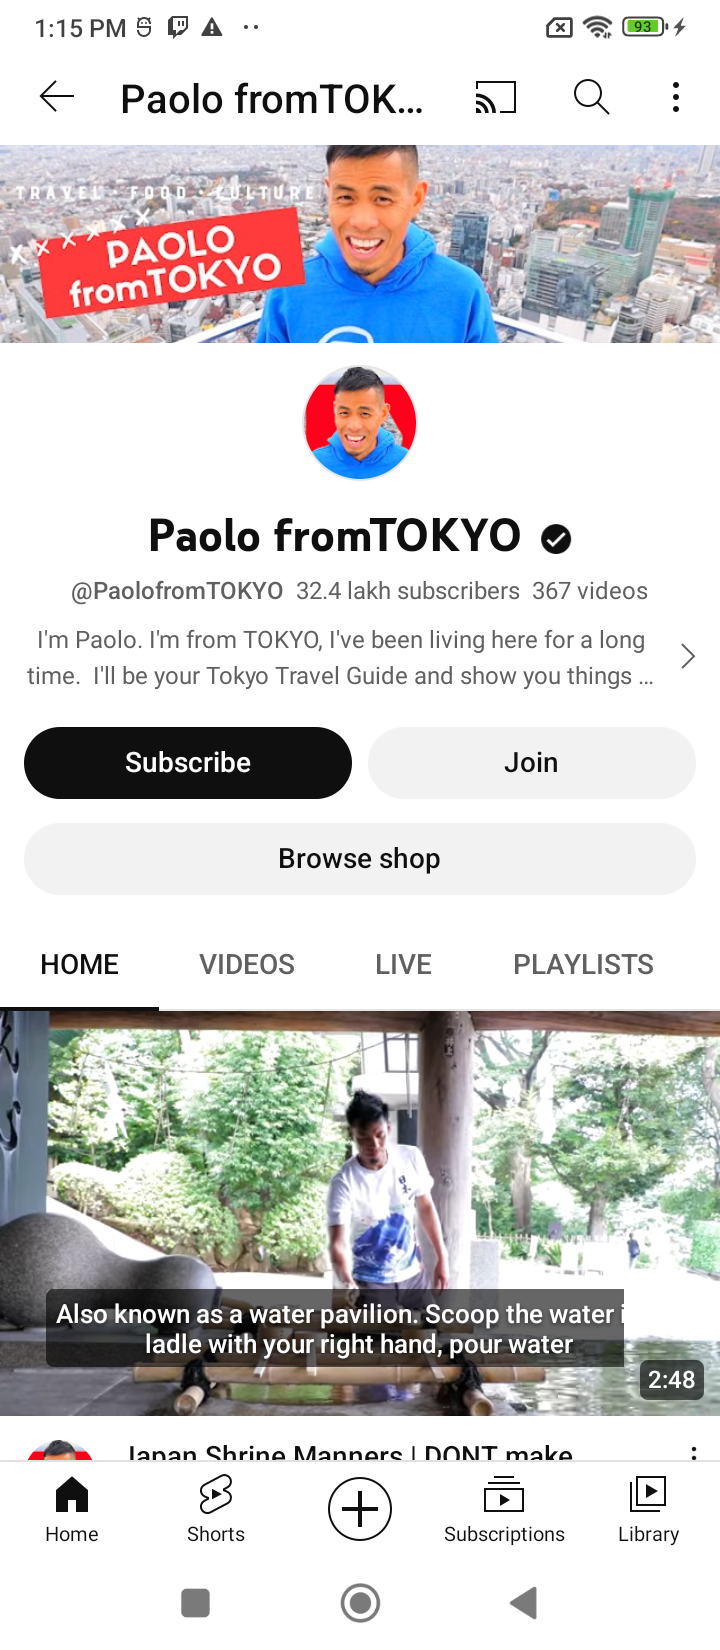 1:15 PM
93
Paolo fromTOK...
TRAVEL · FOOD · CULTURE
PAOLO
fromTOKYO
Paolo fromTOKYO
@PaolofromTOKYO 32.4 lakh subscribers 367 videos
I'm Paolo. I'm from TOKYO, I've been living here for a long
time. I'll be your Tokyo Travel Guide and show you things ...
Subscribe
Join
Browse shop
HOME
VIDEOS
LIVE
PLAYLISTS
日本
Also known as a water pavilion. Scoop the water
ladle with your right hand, pour water
2:48
Japan Shrine Manners | DONT make
Home
Shorts
Subscriptions
Library